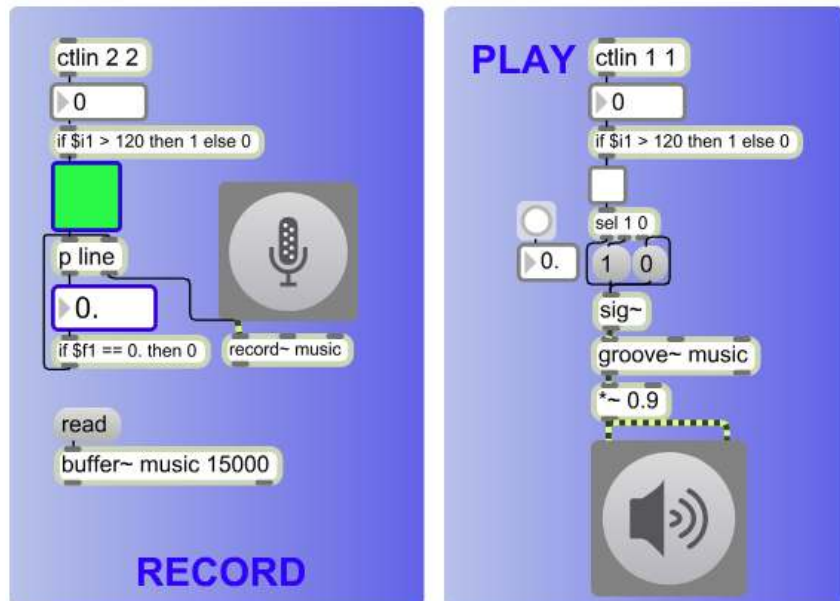 ctlin 2 2
0
if $i1 > 120 then 1 else 0
p line
0.
if $f1 == 0. then 0
record~ music
read
buffer~ music 15000
RECORD
PLAY
ctlin 1 1
0
if $i1 > 120 then 1 else 0
sel 1 0
0.
1 0
sig~
groove~ music
*~ 0.9